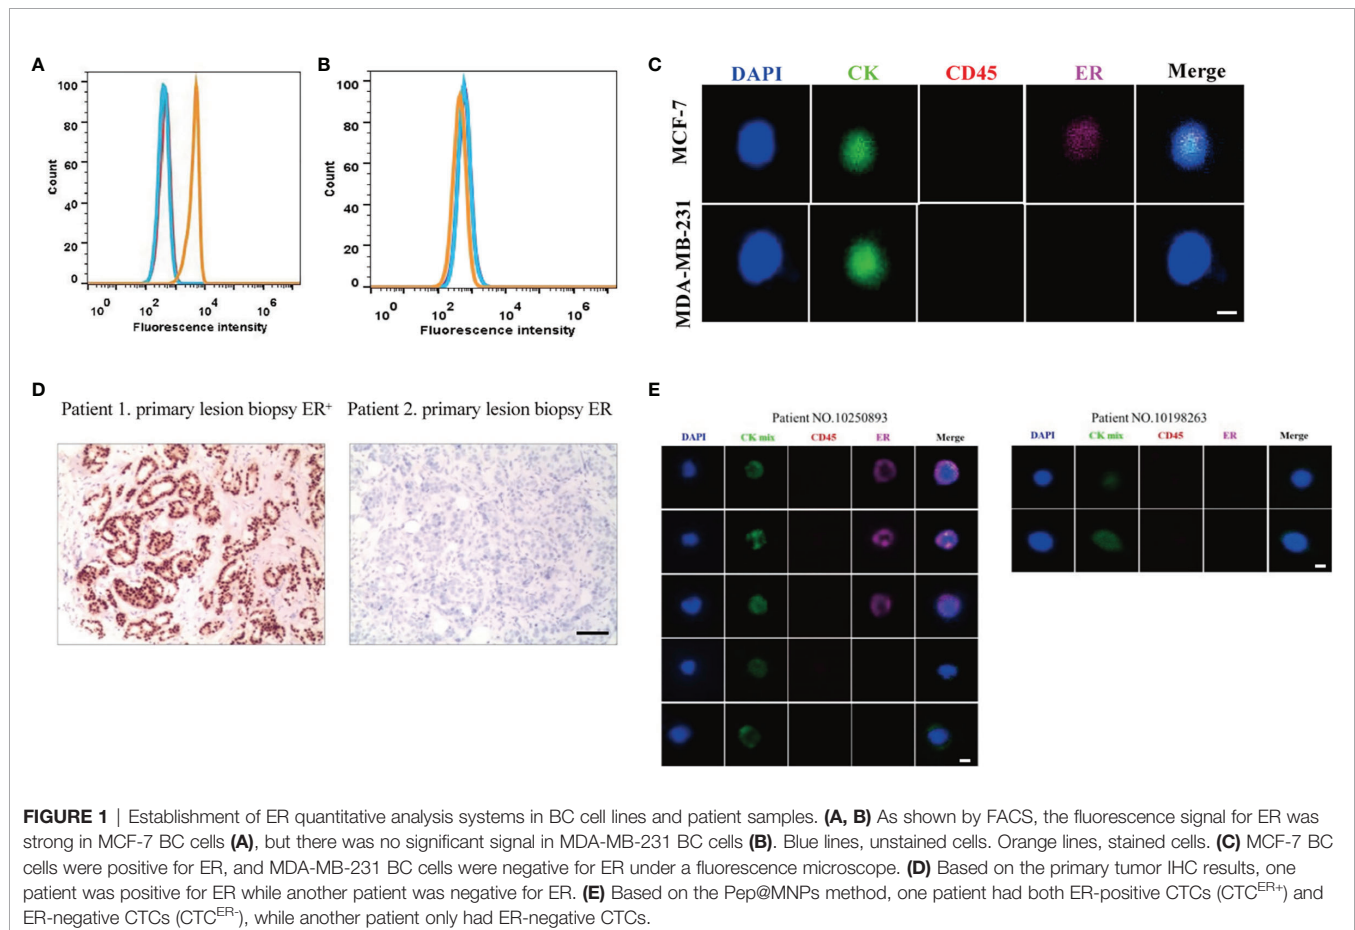 A
100
80
60
40
20
0
Count
10^0
10^2
10^4
10^6
Fluorescence intensity
B
100
80
60
40
20
0
Count
10^0
10^2
10^4
10^6
Fluorescence intensity
C
DAPI CK CD45 ER Merge
MCF-7
MDA-MB-231
D
Patient 1. primary lesion biopsy ER⁺ Patient 2. primary lesion biopsy ER
E
Patient NO.10250893
DAPI CK mix CD45 ER Merge
Patient NO.10198263
DAPI CK mix CD45 ER Merge
FIGURE 1 | Establishment of ER quantitative analysis systems in BC cell lines and patient samples. (A, B) As shown by FACS, the fluorescence signal for ER was
strong in MCF-7 BC cells (A), but there was no significant signal in MDA-MB-231 BC cells (B). Blue lines, unstained cells. Orange lines, stained cells. (C) MCF-7 BC
cells were positive for ER, and MDA-MB-231 BC cells were negative for ER under a fluorescence microscope. (D) Based on the primary tumor IHC results, one
patient was positive for ER while another patient was negative for ER. (E) Based on the Pep@MNPs method, one patient had both ER-positive CTCs (CTC^ER+) and
ER-negative CTCs (CTC^ER-), while another patient only had ER-negative CTCs.